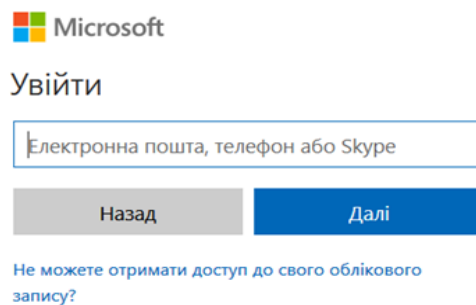 Microsoft
Увійти
Електронна пошта, телефон або Skype
Назад
Далі
Не можете отримати доступ до свого облікового
запису?